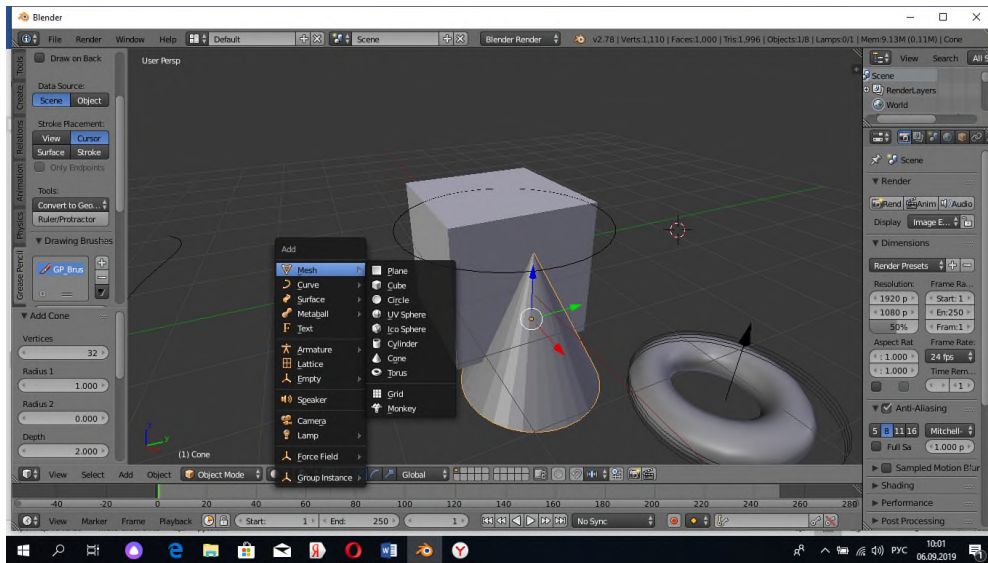 Blender
File Render Window Help Default Scene Blender Render v2.78 | Verts:1,110 | Faces:1,000 | Tris:1,996 | Objects:1/8 | Lamps:0/1 | Mem:9.13M (0.11M) | Cone
Tools
Create
Relations
Animation
Physics
Grease Pencil
Draw on Back
Data Source:
Scene Object
Stroke Placement:
View Cursor
Surface Stroke
Only Endpoints
Tools:
Convert to Geo...
Ruler/Protractor
Drawing Brushes
GP_Brus
Add Cone
Vertices
32
Radius 1
1.000
Radius 2
0.000
Depth
2.000
User Persp
(1) Cone
Add
Mesh
Curve
Surface
Metaball
Text
Armature
Lattice
Empty
Speaker
Camera
Lamp
Force Field
Group Instance
Plane
Cube
Circle
UV Sphere
Ico Sphere
Cylinder
Cone
Torus
Grid
Monkey
View Search All S
Scene
RenderLayers
World
Scene
Render
Rend Anim Audio
Display Image E...
Dimensions
Render Presets
Resolution: Frame Ra...
1920 p Start: 1
1080 p En:250
50% Fram:1
Aspect Rat Frame Rate:
: 1.000 24 fps
: 1.000 Time Rem...
1
Anti-Aliasing
5 8 11 16 Mitchell-
Full Sa 1.000 p
Sampled Motion Blur
Shading
Performance
Post Processing
View Select Add Object Object Mode Global
-40 -20 0 20 40 60 80 100 120 140 160 180 200 220 240 260 280
View Marker Frame Playback Start: 1 End: 250 1 No Sync
РУС 10:01
06.09.2019